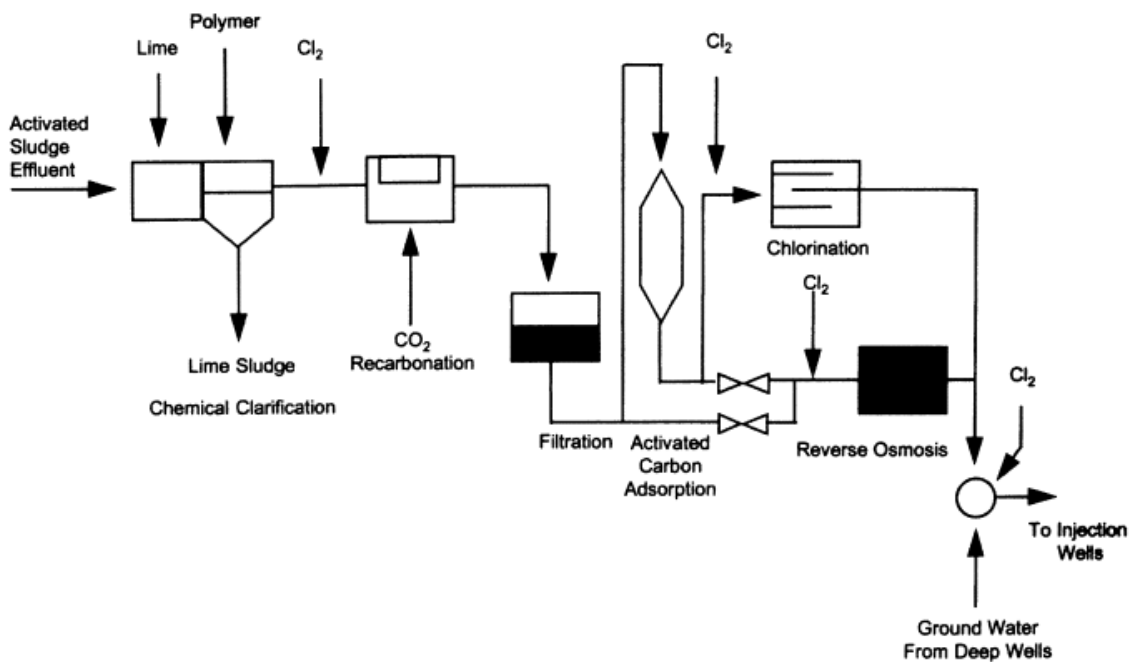 Polymer
Lime
Cl2
Cl2
Activated
Sludge
Effluent
Chlorination
Cl2
CO2
Recarbonation
Lime Sludge
Chemical Clarification
Filtration
Activated
Carbon
Adsorption
Reverse Osmosis
Cl2
To Injection
Wells
Ground Water
From Deep Wells